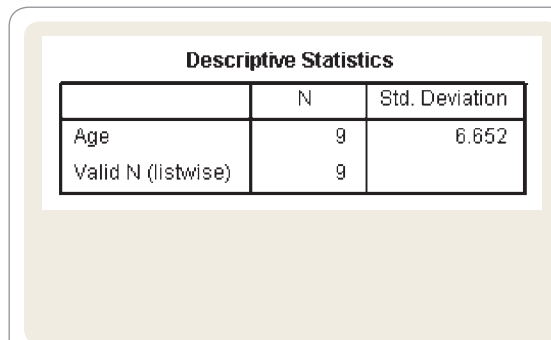 Descriptive Statistics
N Std. Deviation
Age 9 6.652
Valid N (listwise) 9